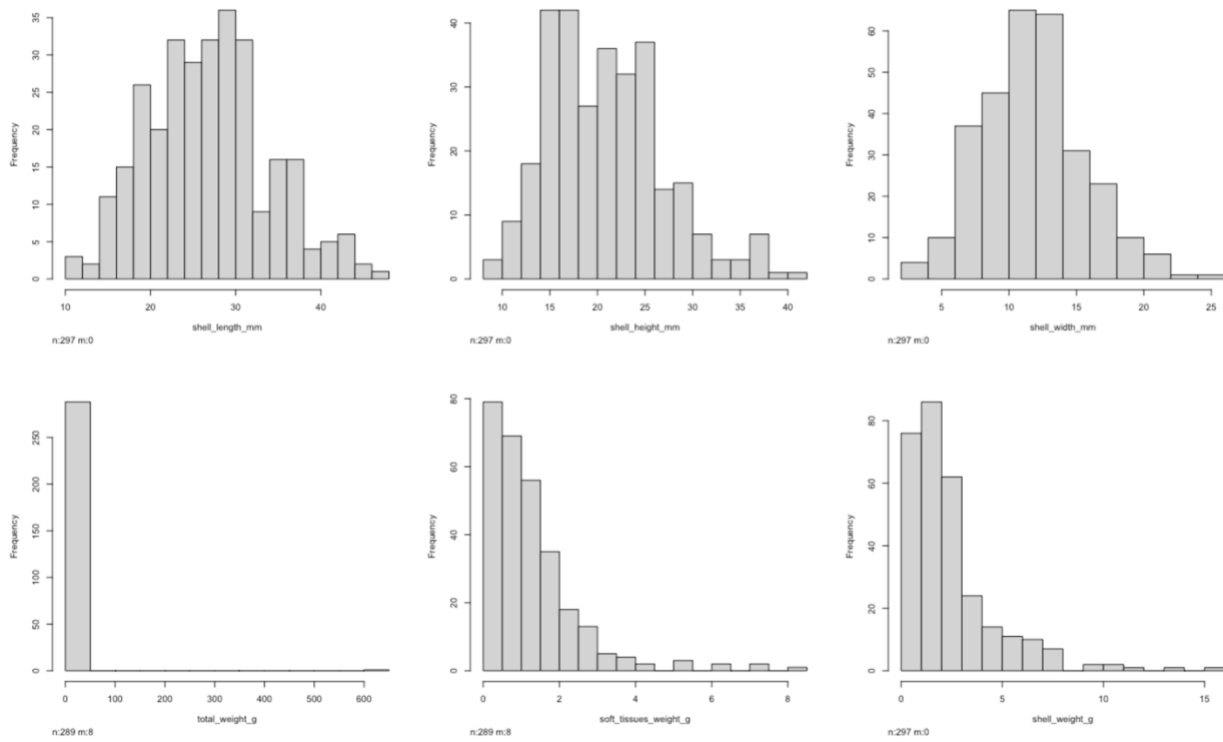 Frequency
0 5 10 15 20 25 30 35
10 20 30 40
shell_length_mm
n:297 m:0
Frequency
0 10 20 30 40
10 15 20 25 30 35 40
shell_height_mm
n:297 m:0
Frequency
0 10 20 30 40 50 60
5 10 15 20 25
shell_width_mm
n:297 m:0
Frequency
0 50 100 150 200 250
0 100 200 300 400 500 600
total_weight_g
n:289 m:8
Frequency
0 20 40 60 80
0 2 4 6 8
soft_tissues_weight_g
n:289 m:8
Frequency
0 20 40 60 80
0 5 10 15
shell_weight_g
n:297 m:0